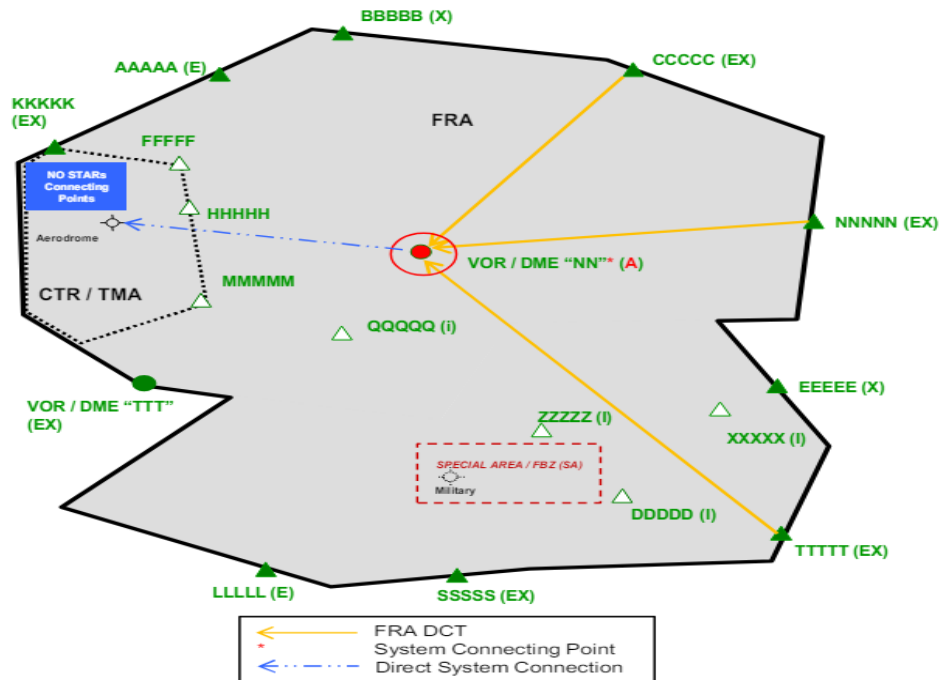 BBBBB (X)
CCCCC (EX)
AAAAA (E)
KKKKK
(EX)
FRA
FFFFF
NO STARs
Connecting
Points
HHHHH
Aerodrome
NNNNN (EX)
VOR / DME “NN”* (A)
MMMMM
CTR / TMA
QQQQQ (i)
EEEEE (X)
VOR / DME “TTT”
(EX)
ZZZZZ (I)
XXXXX (I)
SPECIAL AREA / FBZ (SA)
Military
DDDDD (I)
TTTTT (EX)
LLLLL (E)
SSSSS (EX)
FRA DCT
* System Connecting Point
Direct System Connection